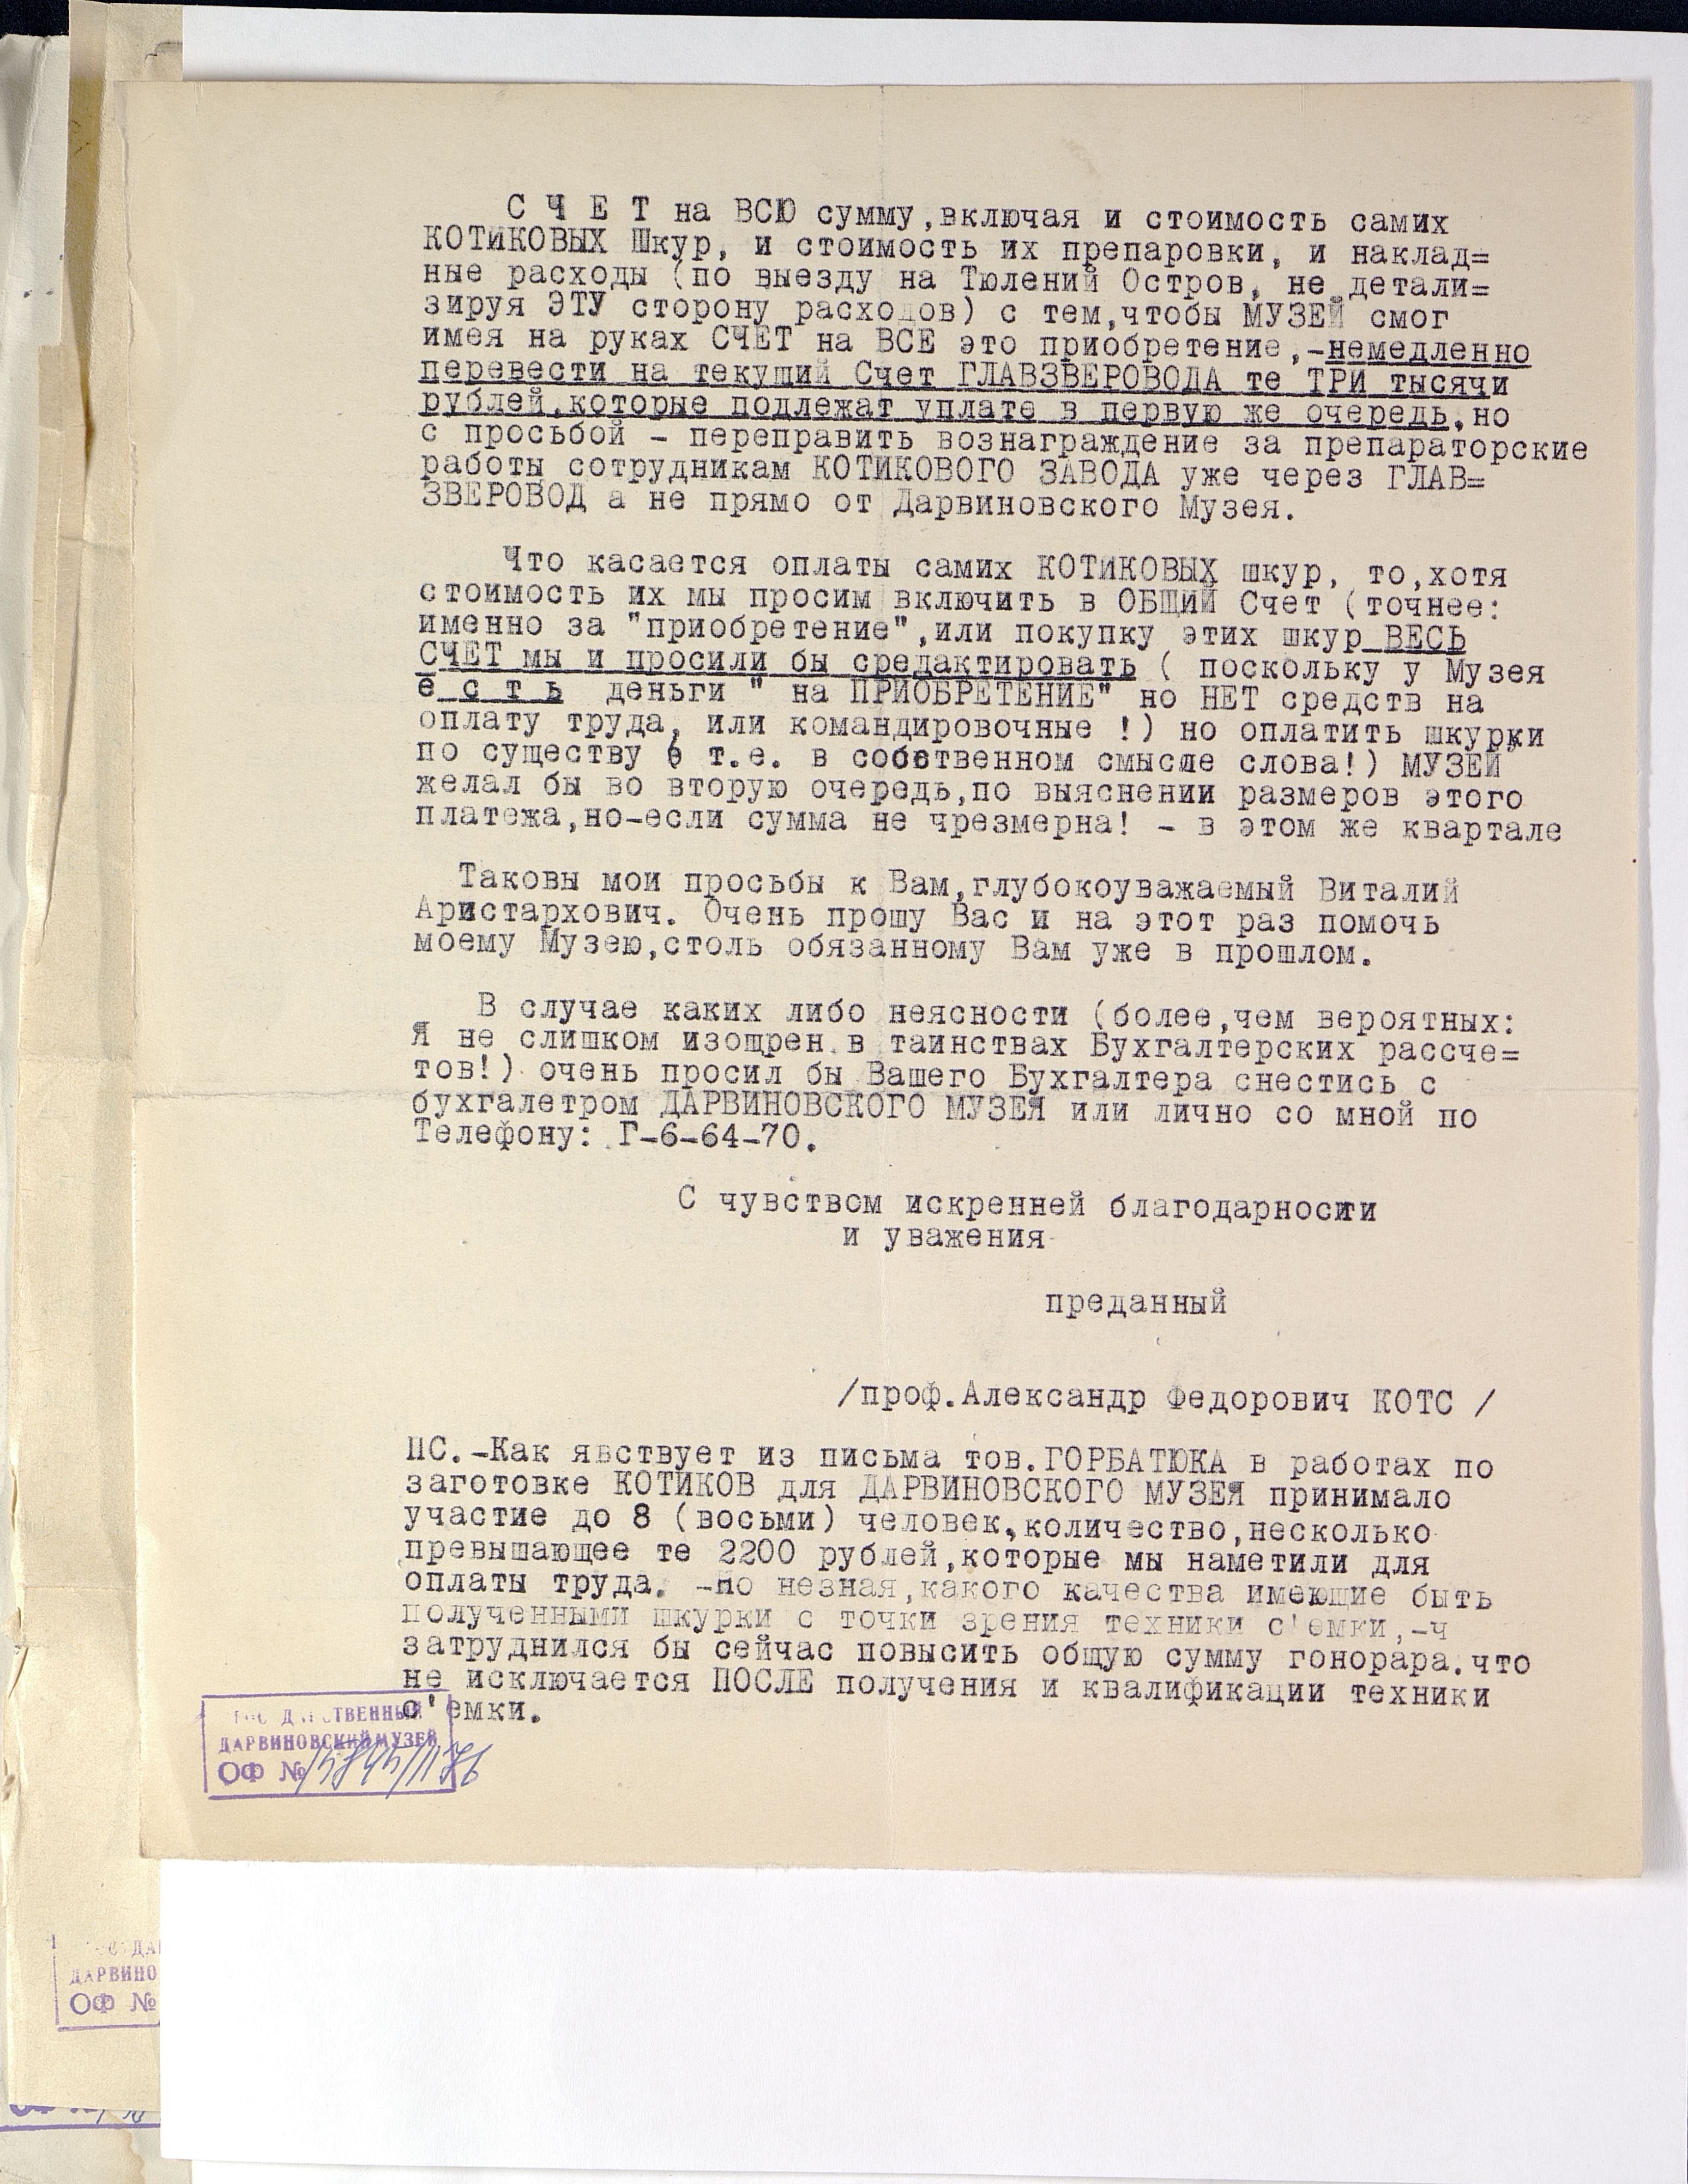 С Ч Е Т на ВСЮ сумму,включая и стоимость самих
КОТИКОВЫХ Шкур, и стоимость их препаровки, и наклад=
ные расходы (по выезду на Тюлений Остров, не детали=
зируя ЭТУ сторону расходов) с тем,чтобы МУЗЕЙ смог
имея на руках СЧЕТ на ВСЕ это приобретение,-немедленно
перевести на текущий Счет ГЛАВЗВЕРОВОДА те ТРИ тысячи
рублей,которые подлежат уплате в первую же очередь,но
с просьбой - переправить вознаграждение за препараторские
работы сотрудникам КОТИКОВОГО ЗАВОДА уже через ГЛАВ=
ЗВЕРОВОД а не прямо от Дарвиновского Музея.
Что касается оплаты самих КОТИКОВЫХ шкур, то,хотя
стоимость их мы просим включить в ОБЩИЙ Счет (точнее:
именно за "приобретение",или покупку этих шкур ВЕСЬ
СЧЕТ мы и просили бы средактировать ( поскольку у Музея
е с т ь деньги " на ПРИОБРЕТЕНИЕ" но НЕТ средств на
оплату труда, или командировочные !) но оплатить шкурки
по существу ( т.е. в собственном смысле слова!) МУЗЕЙ
желал бы во вторую очередь,по выяснении размеров этого
платежа,но-если сумма не чрезмерна! - в этом же квартале
Таковы мои просьбы к Вам,глубокоуважаемый Виталий
Аристархович. Очень прошу Вас и на этот раз помочь
моему Музею,столь обязанному Вам уже в прошлом.
В случае каких либо неясности (более,чем вероятных:
Я не слишком изощрен в таинствах Бухгалтерских рассче=
тов!) очень просил бы Вашего Бухгалтера снестись с
бухгалетром ДАРВИНОВСКОГО МУЗЕЯ или лично со мной по
Телефону: Г-6-64-70.
С чувством искренней благодарности
и уважения
преданный
/проф.Александр Федорович КОТС /
ПС.-Как явствует из письма тов.ГОРБАТЮКА в работах по
заготовке КОТИКОВ для ДАРВИНОВСКОГО МУЗЕЯ принимало
участие до 8 (восьми) человек,количество,несколько
превышающее те 2200 рублей,которые мы наметили для
оплаты труда. -Но незная,какого качества имеющие быть
полученными шкурки с точки зрения техники с'емки,-ч
затруднился бы сейчас повысить общую сумму гонорара.что
не исключается ПОСЛЕ получения и квалификации техники
с'емки.
ГОСУДАРСТВЕННЫЙ
ДАРВИНОВСКИЙ МУЗЕЙ
ОФ №
ДАРВИНО
ОФ №